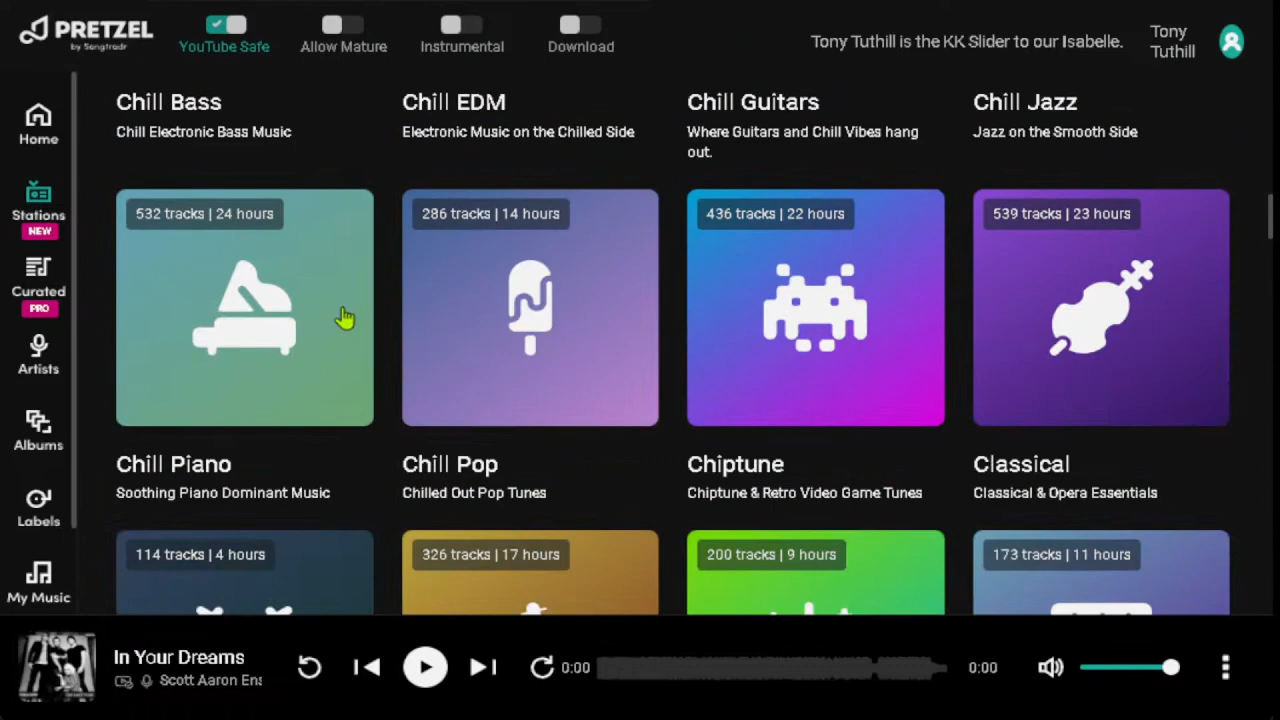 PRETZEL
by Songtradr
YouTube Safe
Allow Mature
Instrumental
Download
Tony Tuthill is the KK Slider to our Isabelle.
Tony
Tuthill
Home
Stations
NEW
Curated
PRO
Artists
Albums
Labels
My Music
Chill Bass
Chill Electronic Bass Music
Chill EDM
Electronic Music on the Chilled Side
Chill Guitars
Where Guitars and Chill Vibes hang
out.
Chill Jazz
Jazz on the Smooth Side
532 tracks | 24 hours
286 tracks | 14 hours
436 tracks | 22 hours
539 tracks | 23 hours
Chill Piano
Soothing Piano Dominant Music
Chill Pop
Chilled Out Pop Tunes
Chiptune
Chiptune & Retro Video Game Tunes
Classical
Classical & Opera Essentials
114 tracks | 4 hours
326 tracks | 17 hours
200 tracks | 9 hours
173 tracks | 11 hours
In Your Dreams
Scott Aaron Ens
0:00
0:00